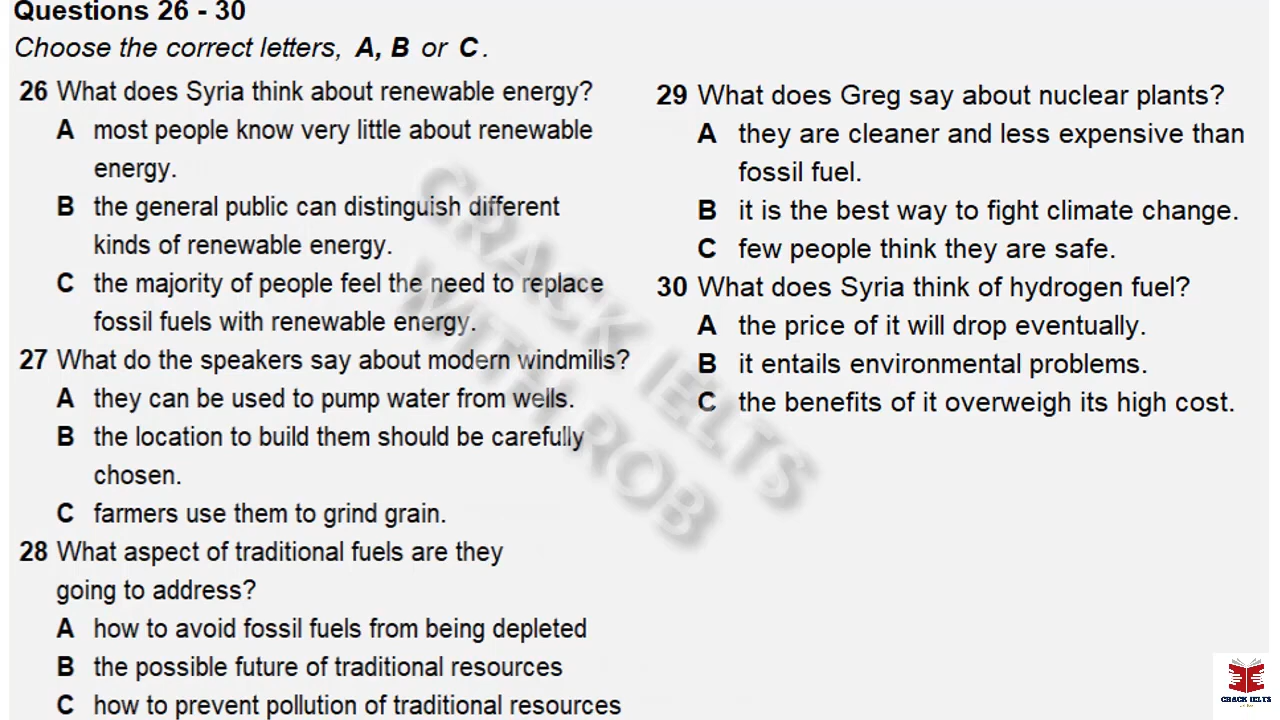 Questions 26 - 30
Choose the correct letters, A, B or C.
26 What does Syria think about renewable energy?
A most people know very little about renewable
energy.
B the general public can distinguish different
kinds of renewable energy.
C the majority of people feel the need to replace
fossil fuels with renewable energy.
27 What do the speakers say about modern windmills?
A they can be used to pump water from wells.
B the location to build them should be carefully
chosen.
C farmers use them to grind grain.
28 What aspect of traditional fuels are they
going to address?
A how to avoid fossil fuels from being depleted
B the possible future of traditional resources
C how to prevent pollution of traditional resources
29 What does Greg say about nuclear plants?
A they are cleaner and less expensive than
fossil fuel.
B it is the best way to fight climate change.
C few people think they are safe.
30 What does Syria think of hydrogen fuel?
A the price of it will drop eventually.
B it entails environmental problems.
C the benefits of it overweigh its high cost.
CRACK IELTS
WITH ROB
CRACK IELTS